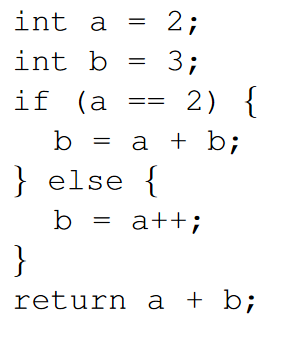 int a = 2;
int b = 3;
if (a == 2) {
  b = a + b;
} else {
  b = a++;
}
return a + b;